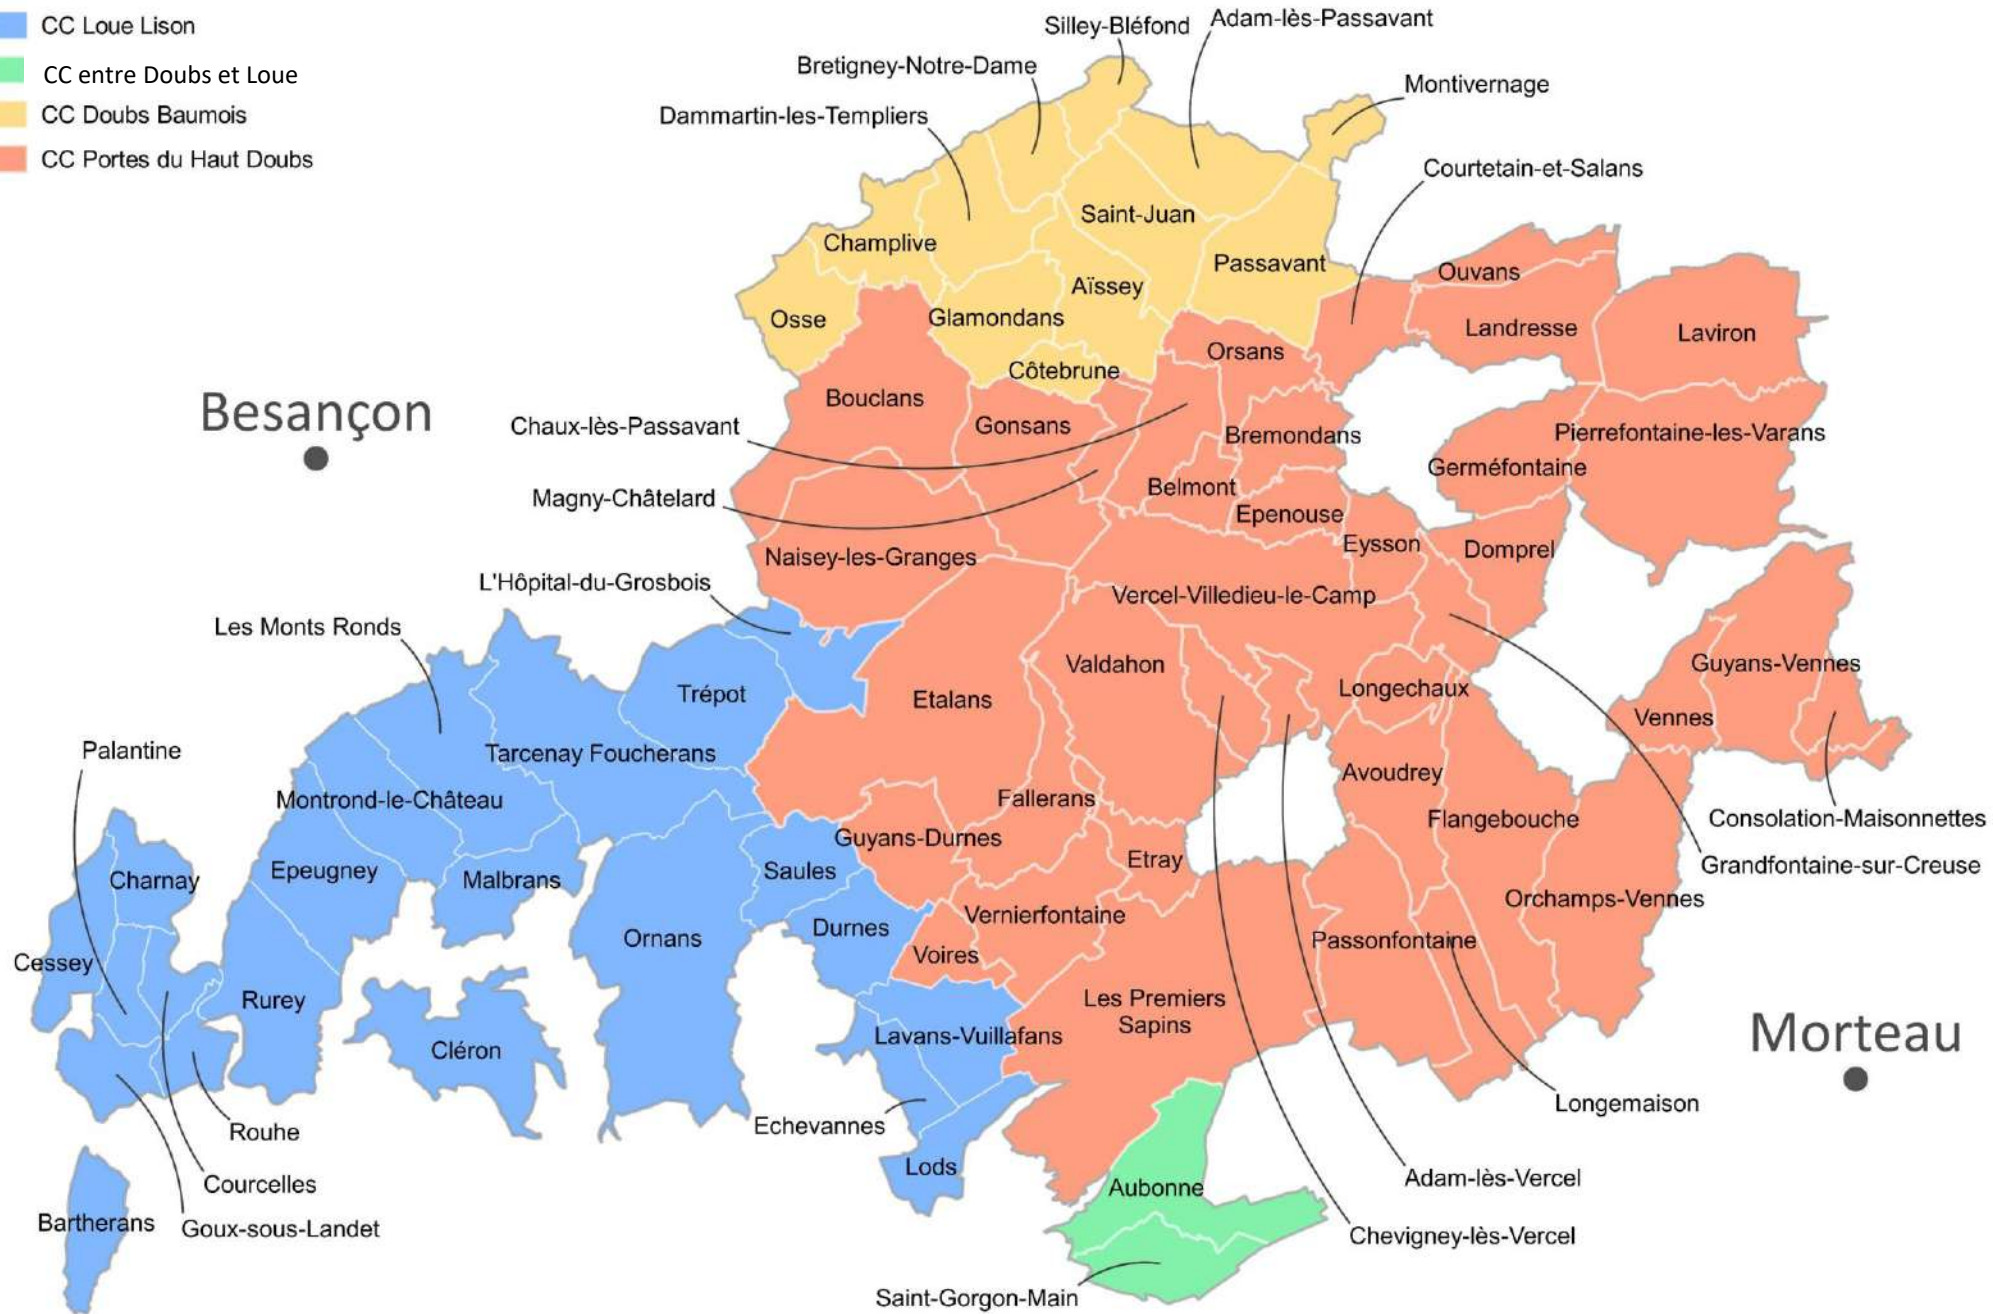 CC Loue Lison
CC entre Doubs et Loue
CC Doubs Baumois
CC Portes du Haut Doubs
Silley-Bléfond
Adam-lès-Passavant
Bretigney-Notre-Dame
Montivernage
Dammartin-les-Templiers
Courtetain-et-Salans
Saint-Juan
Champlive
Passavant
Ouvans
Aïssey
Osse
Glamondans
Landresse
Laviron
Orsans
Côtebrune
Bouclans
Besançon
Chaux-lès-Passavant
Gonsans
Bremondans
Pierrefontaine-les-Varans
Germéfontaine
Magny-Châtelard
Belmont
Epenouse
Eysson
Domprel
Naisey-les-Granges
L'Hôpital-du-Grosbois
Vercel-Villedieu-le-Camp
Les Monts Ronds
Valdahon
Guyans-Vennes
Trépot
Etalans
Longechaux
Vennes
Palantine
Tarcenay Foucherans
Avoudrey
Montrond-le-Château
Fallerans
Flangebouche
Consolation-Maisonnettes
Guyans-Durnes
Etray
Grandfontaine-sur-Creuse
Charnay
Epeugney
Malbrans
Saules
Orchamps-Vennes
Vernierfontaine
Durnes
Ornans
Passonfontaine
Cessey
Voires
Rurey
Les Premiers
Sapins
Lavans-Vuillafans
Morteau
Cléron
Longemaison
Echevannes
Rouhe
Lods
Adam-lès-Vercel
Courcelles
Aubonne
Bartherans
Goux-sous-Landet
Chevigney-lès-Vercel
Saint-Gorgon-Main